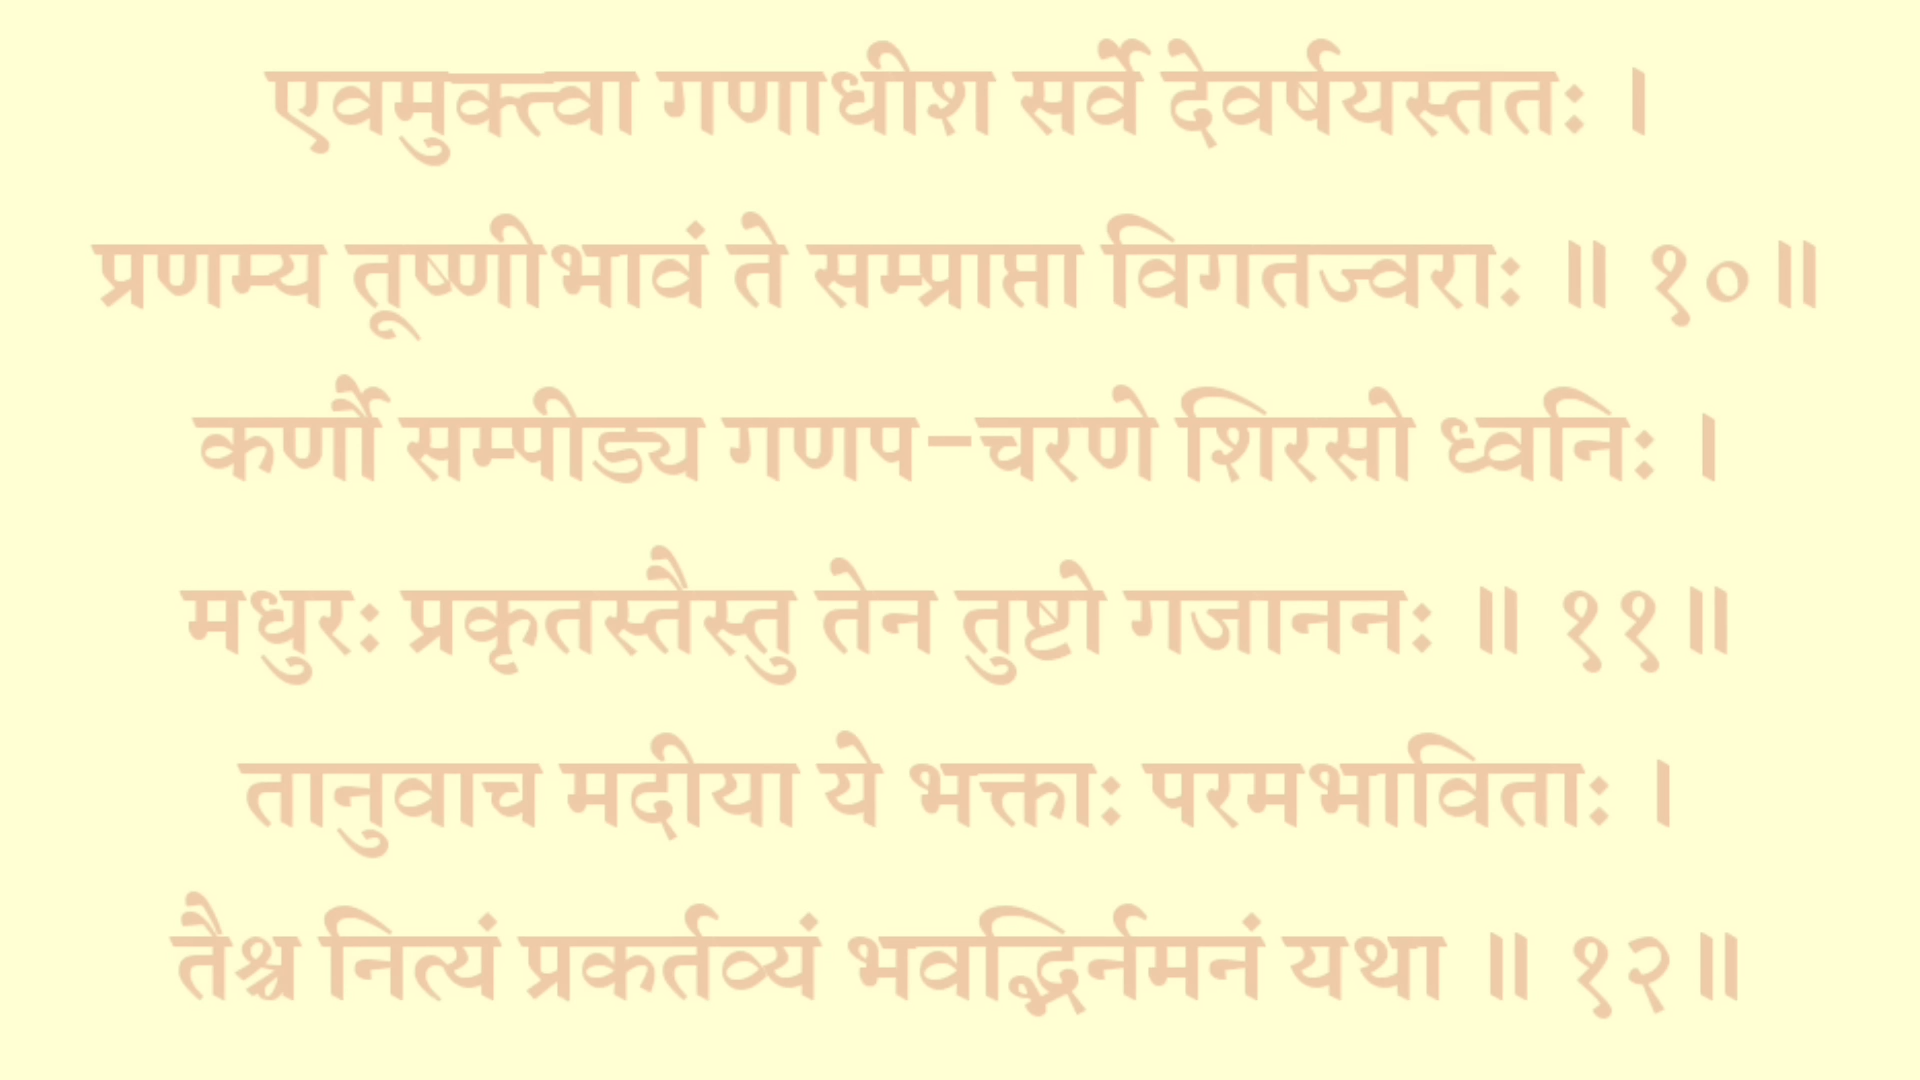 एवमुक्त्वा गणाधीश सर्वे देवर्षयस्ततः ।
प्रणम्य तूष्णीभावं ते सम्प्राप्ता विगतज्वराः ॥ १०॥
कर्णौ सम्पीड्य गणप-चरणे शिरसो ध्वनिः ।
मधुरः प्रकृतस्तैस्तु तेन तुष्टो गजाननः ॥ ११॥
तानुवाच मदीया ये भक्ताः परमभाविताः ।
तैश्च नित्यं प्रकर्तव्यं भवद्भिर्नमनं यथा ॥ १२॥